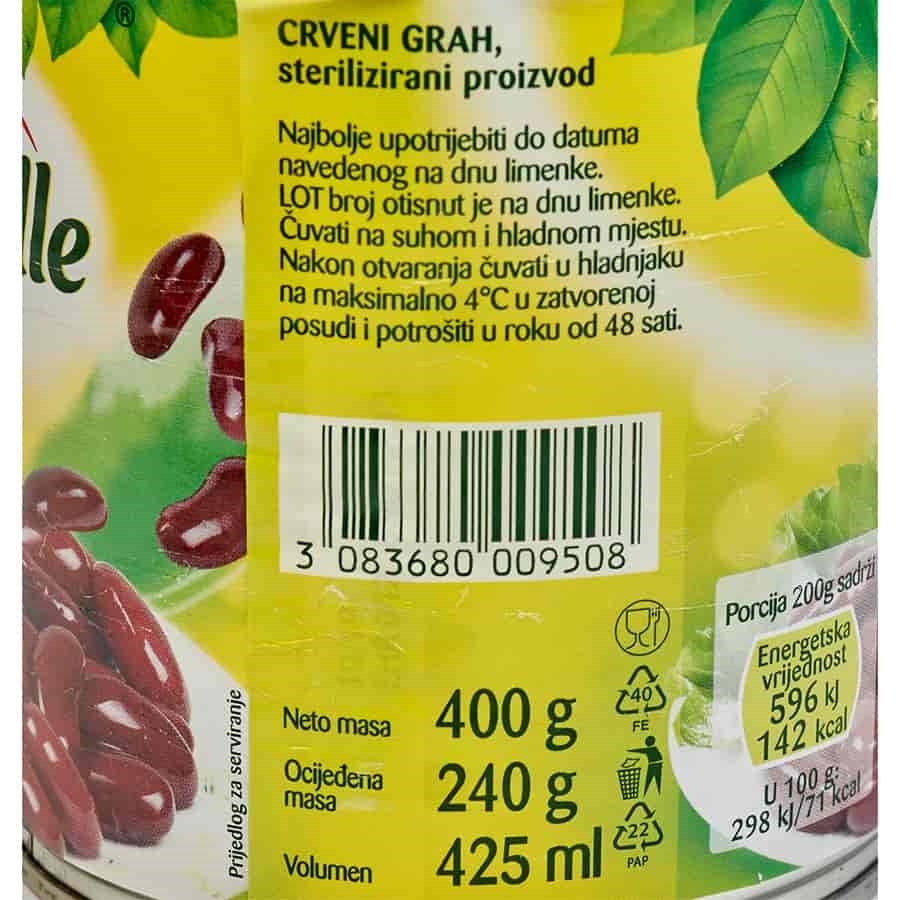 ®
lle
CRVENI GRAH,
sterilizirani proizvod
Najbolje upotrijebiti do datuma
navedenog na dnu limenke.
LOT broj otisnut je na dnu limenke.
Čuvati na suhom i hladnom mjestu.
Nakon otvaranja čuvati u hladnjaku
na maksimalno 4°C u zatvorenoj
posudi i potrošiti u roku od 48 sati.
3 083680 009508
Prijedlog za serviranje
Neto masa 400 g
Ocijeđena
masa 240 g
Volumen 425 ml
40
FE
22
PAP
Porcija 200g sadrži
Energetska
vrijednost
596 kJ
142 kcal
U 100 g:
298 kJ/71 kcal